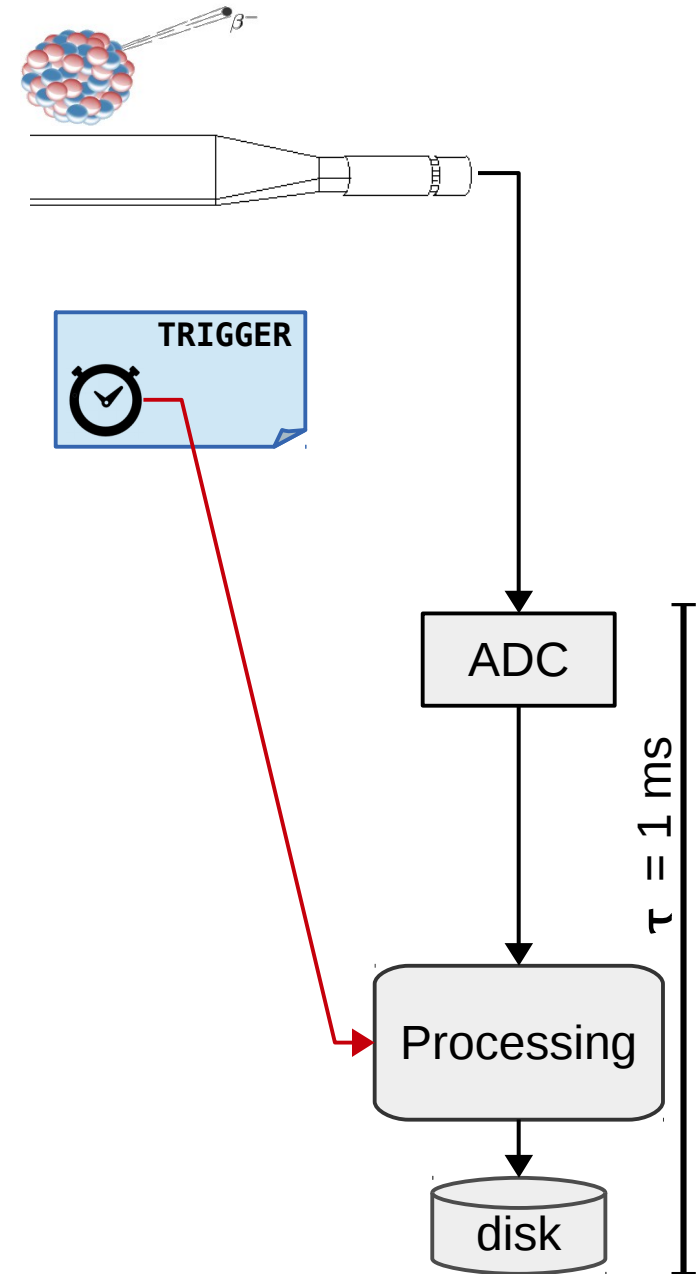 β⁻
TRIGGER
ADC
τ = 1 ms
Processing
disk